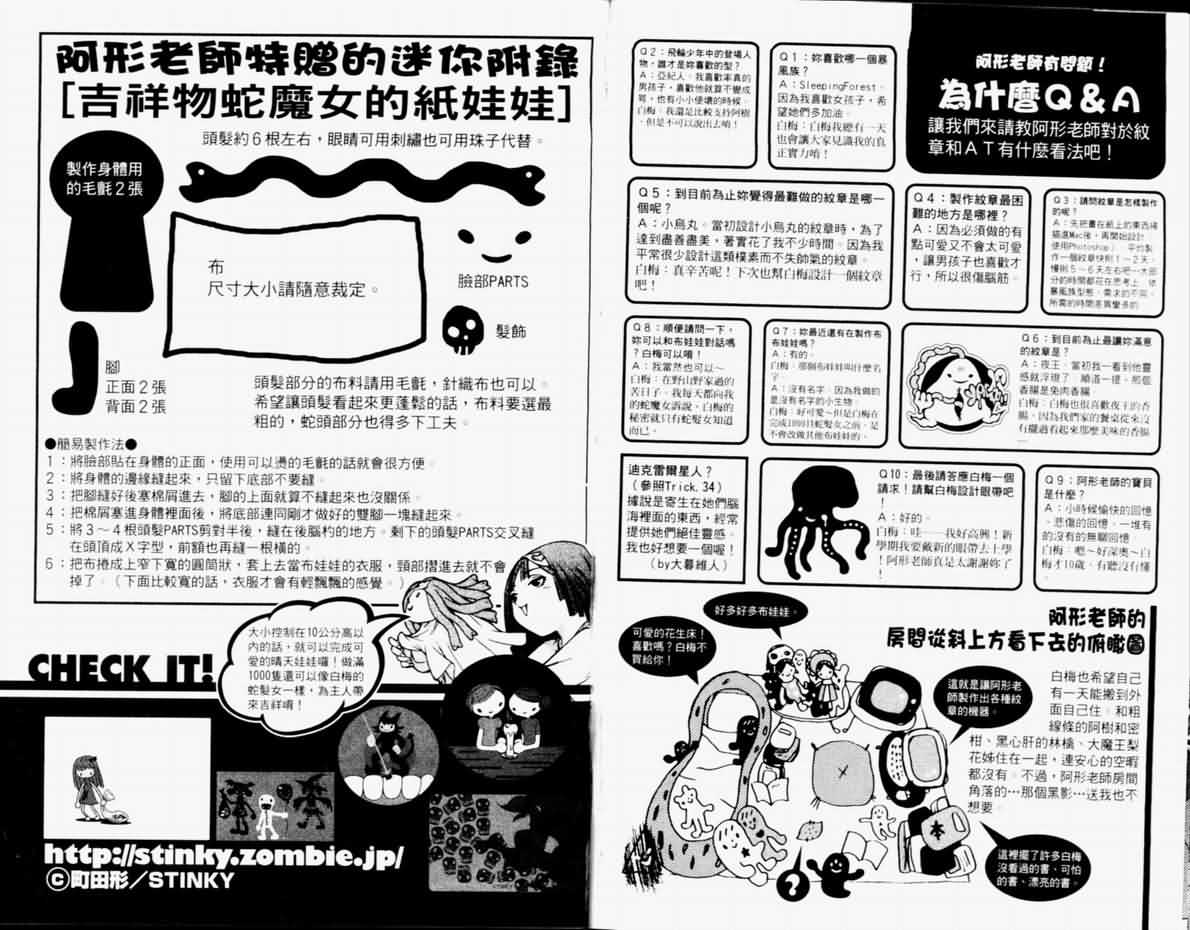 阿形老師有問題！
為什麼Ｑ＆Ａ
讓我們來請教阿形老師對於紋
章和ＡＴ有什麼看法吧！
Ｑ１：妳喜歡哪一個暴
風族？
Ａ：SleepingForest。
因為我喜歡女孩子，希
望她們多加油。
白梅：白梅我總有一天
也會讓大家見識我的真
正實力唷！
Ｑ２：飛輪少年中的登場人
物，誰才是妳喜歡的型？
Ａ：亞紀人。我喜歡率真的
男孩子，喜歡他就算不變成
鄂，也有小小使壞的時候。
白梅：我還是比較支持阿樹
，但是不可以說出去唷！
Ｑ３：請問紋章是怎樣製作
的呢？
Ａ：先把畫在紙上的東西掃
描進Mac後，再開始設計（
使用Photoshop）。平均製
作一個紋章快則１～２天，
慢則５～６天左右吧…大部
分的時間都花在思考上，依
暴風族型態、需求的不同，
所需的時間差異蠻多的。
Ｑ４：製作紋章最困
難的地方是哪裡？
Ａ：因為必須做的有
點可愛又不會太可愛
，讓男孩子也喜歡才
行，所以很傷腦筋。
Ｑ５：到目前為止妳覺得最難做的紋章是哪一
個呢？
Ａ：小烏丸。當初設計小烏丸的紋章時，為了
達到盡善盡美，著實花了我不少時間。因為我
平常很少設計這類樸素而不失帥氣的紋章。
白梅：真辛苦呢！下次也幫白梅設計一個紋章
吧！
Ｑ６：到目前為止最讓妳滿意
的紋章是？
Ａ：夜王。當初我一看到他靈
感就浮現了。順道一提，那個
香腸是兔肉香腸。
白梅：白梅也很喜歡夜王的香
腸。因為我們家的餐桌從來沒
有擺過看起來那麼美味的香腸
…
Ｑ７：妳最近還有在製作布
布娃娃嗎？
Ａ：有的。
白梅：那個布娃娃叫什麼名
字？
Ａ：沒有名字，因為我做的
是沒有名字的小生物。
白梅：好可愛～但是白梅在
完成1000隻蛇髮女之前，是
不會改做其他布娃娃的。
Ｑ８：順便請問一下，
妳可以和布娃娃對話嗎
？白梅可以唷！
Ａ：我當然也可以～
白梅：在野山野家過的
苦日子，我每天都向我
的蛇魔女訴說。白梅的
秘密就只有蛇髮女知道
而已。
Ｑ９：阿形老師的寶貝
是什麼？
Ａ：小時候愉快的回憶
、悲傷的回憶、一堆有
的沒有的無聊回憶。
白梅：嗯～好深奧～白
梅才10歲，有聽沒有懂
。
Ｑ10：最後請答應白梅一個
請求！請幫白梅設計眼帶吧
！
Ａ：好的。
白梅：哇──我好高興！新
學期我要戴新的眼帶去上學
！阿形老師真是太謝謝妳了
！
迪克雷爾星人？
（參照Trick.34）
據說是寄生在她們腦
海裡面的東西，經常
提供她們絕佳靈感。
我也好想要一個喔！
（by大暮維人）
阿形老師的
房間從斜上方看下去的俯瞰圖
白梅也希望自己
有一天能搬到外
面自己住。和粗
線條的阿樹和密
柑、黑心肝的林檎、大魔王梨
花姊住在一起，連安心的空暇
都沒有。不過，阿形老師房間
角落的…那個黑影…送我也不
想要。
好多好多布娃娃。
可愛的花生床！
喜歡嗎？白梅不
賀給你！
這就是讓阿形老
師製作出各種紋
章的機器。
本
？
這裡擺了許多白梅
沒看過的書、可怕
的書、漂亮的書。
阿形老師特贈的迷你附錄
［吉祥物蛇魔女的紙娃娃］
頭髮約６根左右，眼睛可用刺繡也可用珠子代替。
製作身體用
的毛氈２張
布
尺寸大小請隨意裁定。
臉部PARTS
髮飾
腳
正面２張
背面２張
頭髮部分的布料請用毛氈，針織布也可以。
希望讓頭髮看起來更蓬鬆的話，布料要選最
粗的，蛇頭部分也得多下工夫。
●簡易製作法●
１：將臉部貼在身體的正面，使用可以燙的毛氈的話就會很方便。
２：將身體的邊緣縫起來，只留下底部不要縫。
３：把腳縫好後塞棉屑進去，腳的上面就算不縫起來也沒關係。
４：把棉屑塞進身體裡面後，將底部連同剛才做好的雙腳一塊縫起來。
５：將３～４根頭髮PARTS剪對半後，縫在後腦杓的地方。剩下的頭髮PARTS交叉縫
在頭頂成Ｘ字型，前額也再縫一根橫的。
６：把布捲成上窄下寬的圓筒狀，套上去當布娃娃的衣服，頸部摺進去就不會
掉了。（下面比較寬的話，衣服才會有輕飄飄的感覺。）
大小控制在10公分高以
內的話，就可以完成可
愛的晴天娃娃囉！做滿
1000隻還可以像白梅的
蛇髮女一樣，為主人帶
來吉祥唷！
CHECK IT!
http://stinky.zombie.jp/
©町田形／STINKY